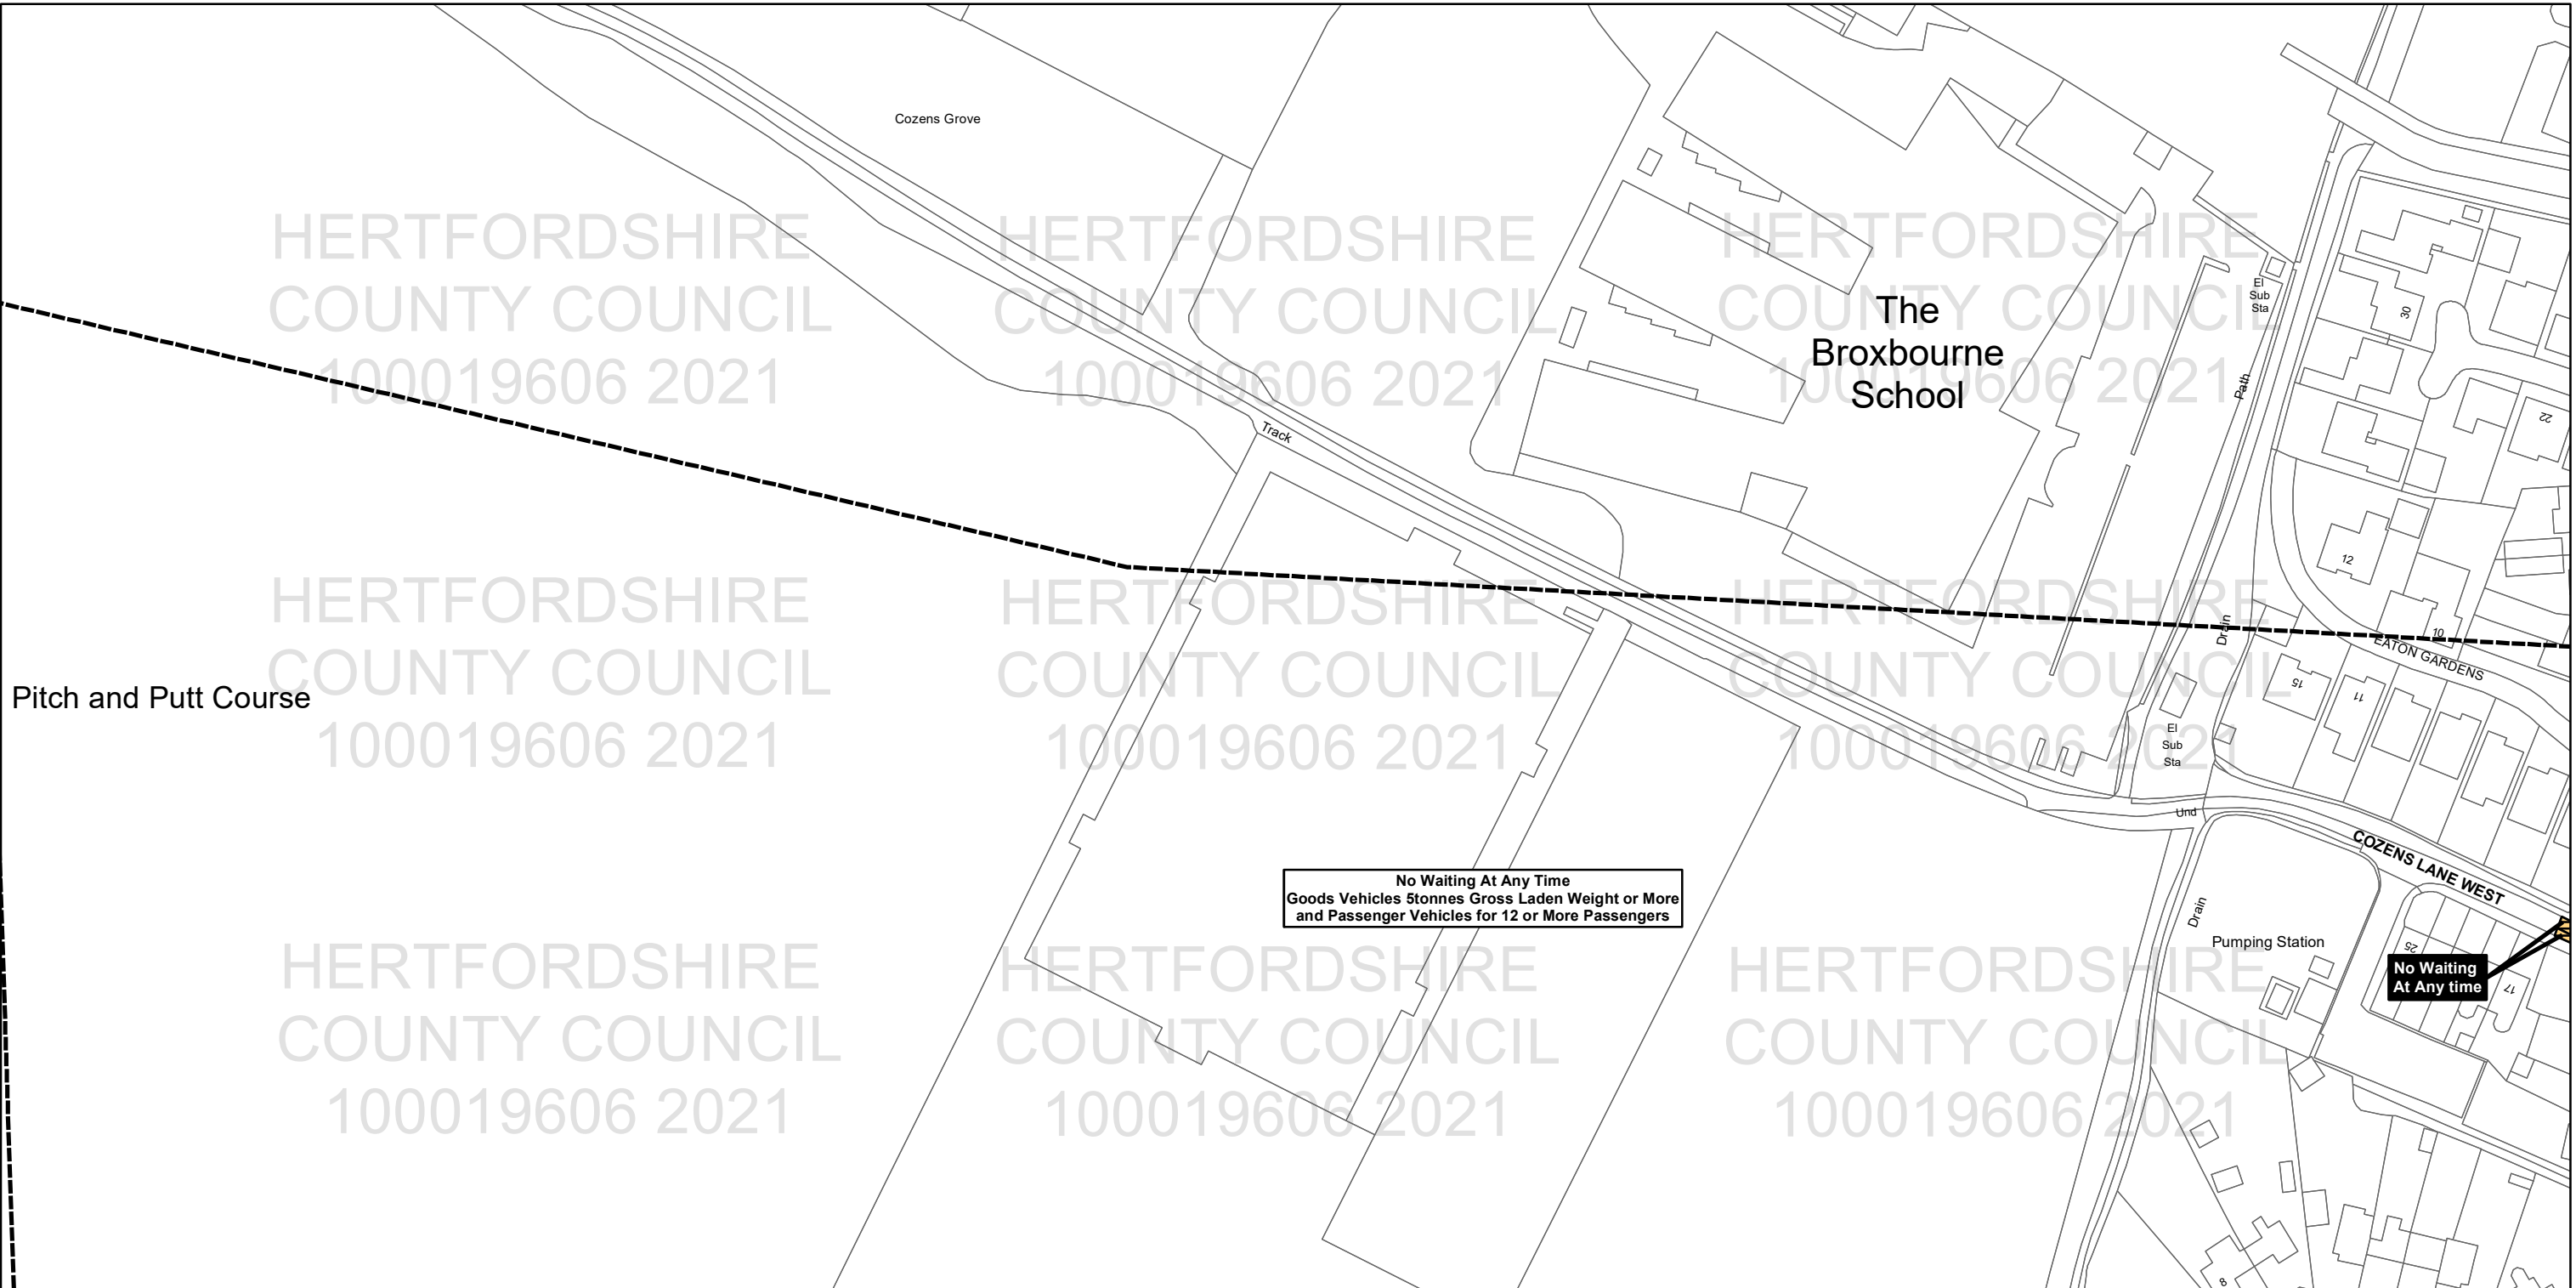 Cozens Grove
HERTFORDSHIRE
COUNTY COUNCIL
100019606 2021
HERTFORDSHIRE
COUNTY COUNCIL
100019606 2021
HERTFORDSHIRE
COUNTY COUNCIL
100019606 2021
The
Broxbourne
School
El
Sub
Sta
30
Path
22
Track
12
HERTFORDSHIRE
COUNTY COUNCIL
100019606 2021
HERTFORDSHIRE
COUNTY COUNCIL
100019606 2021
HERTFORDSHIRE
COUNTY COUNCIL
100019606 2021
Drain
10
EATON GARDENS
15
11
Pitch and Putt Course
El
Sub
Sta
Und
COZENS LANE WEST
No Waiting At Any Time
Goods Vehicles 5tonnes Gross Laden Weight or More
and Passenger Vehicles for 12 or More Passengers
Drain
Pumping Station
25
No Waiting
At Any time
17
HERTFORDSHIRE
COUNTY COUNCIL
100019606 2021
HERTFORDSHIRE
COUNTY COUNCIL
100019606 2021
HERTFORDSHIRE
COUNTY COUNCIL
100019606 2021
8